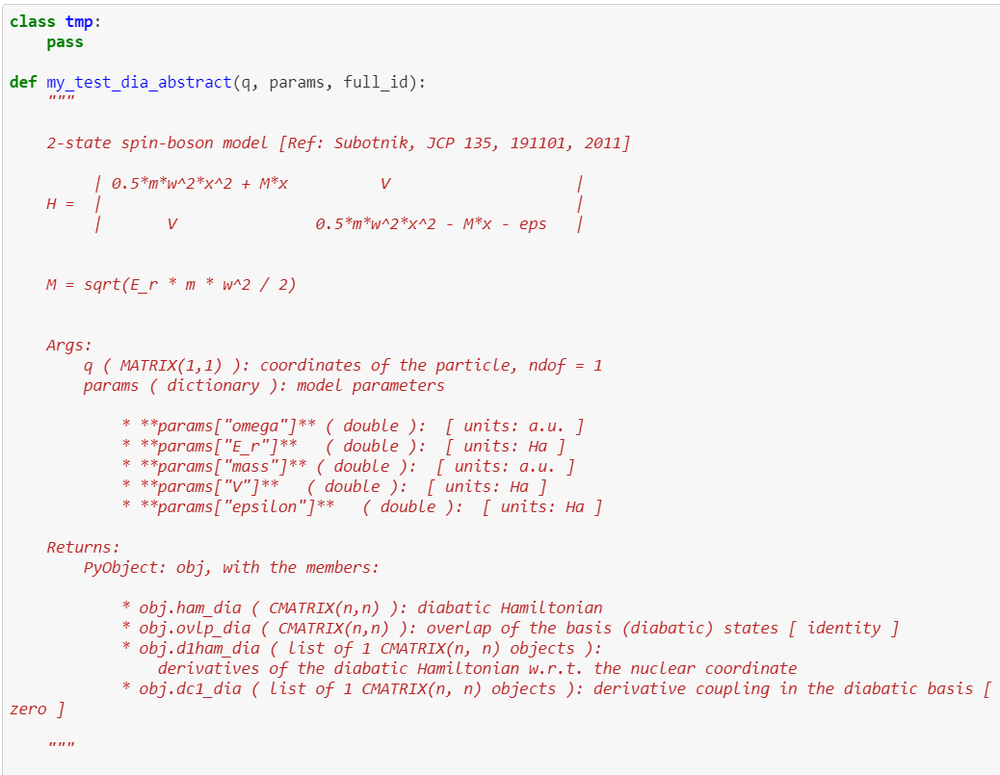 class tmp:
    pass

def my_test_dia_abstract(q, params, full_id):
    """

    2-state spin-boson model [Ref: Subotnik, JCP 135, 191101, 2011]

         | 0.5*m*w^2*x^2 + M*x          V                    |
    H =  |                                                   |
         |       V               0.5*m*w^2*x^2 - M*x - eps   |


    M = sqrt(E_r * m * w^2 / 2)


    Args:
        q ( MATRIX(1,1) ): coordinates of the particle, ndof = 1
        params ( dictionary ): model parameters

            * **params["omega"]** ( double ):  [ units: a.u. ]
            * **params["E_r"]**   ( double ):  [ units: Ha ]
            * **params["mass"]** ( double ):  [ units: a.u. ]
            * **params["V"]**   ( double ):  [ units: Ha ]
            * **params["epsilon"]**   ( double ):  [ units: Ha ]

    Returns:
        PyObject: obj, with the members:

            * obj.ham_dia ( CMATRIX(n,n) ): diabatic Hamiltonian
            * obj.ovlp_dia ( CMATRIX(n,n) ): overlap of the basis (diabatic) states [ identity ]
            * obj.d1ham_dia ( list of 1 CMATRIX(n, n) objects ):
                derivatives of the diabatic Hamiltonian w.r.t. the nuclear coordinate
            * obj.dc1_dia ( list of 1 CMATRIX(n, n) objects ): derivative coupling in the diabatic basis [
zero ]

    """